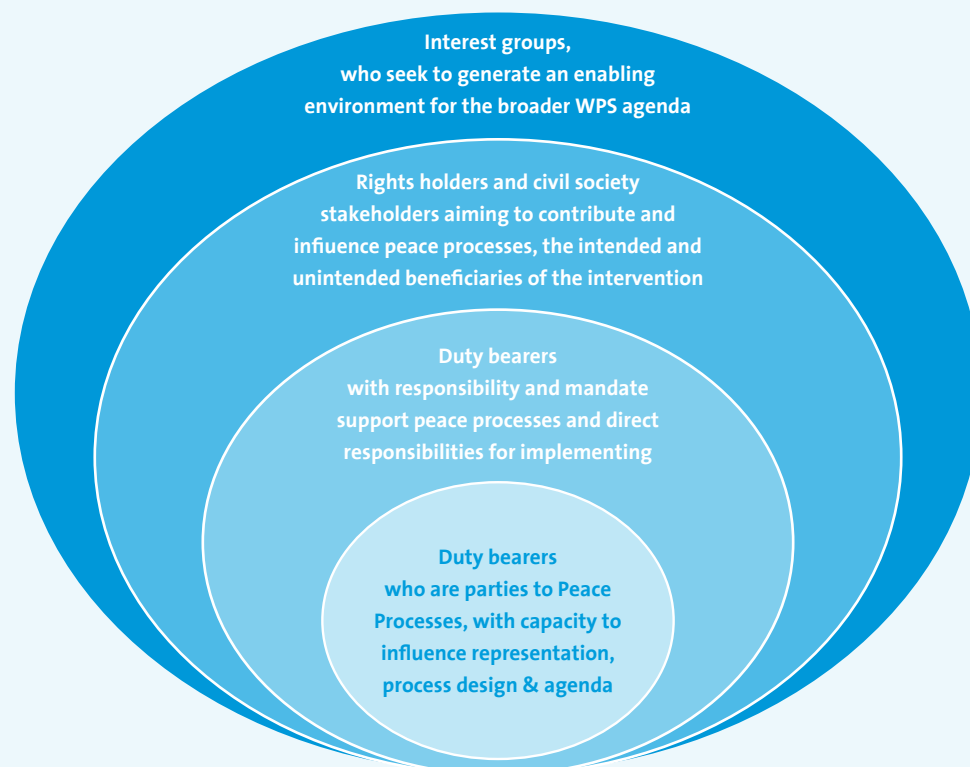 Interest groups,
who seek to generate an enabling
environment for the broader WPS agenda
Rights holders and civil society
stakeholders aiming to contribute and
influence peace processes, the intended and
unintended beneficiaries of the intervention
Duty bearers
with responsibility and mandate
support peace processes and direct
responsibilities for implementing
Duty bearers
who are parties to Peace
Processes, with capacity to
influence representation,
process design & agenda